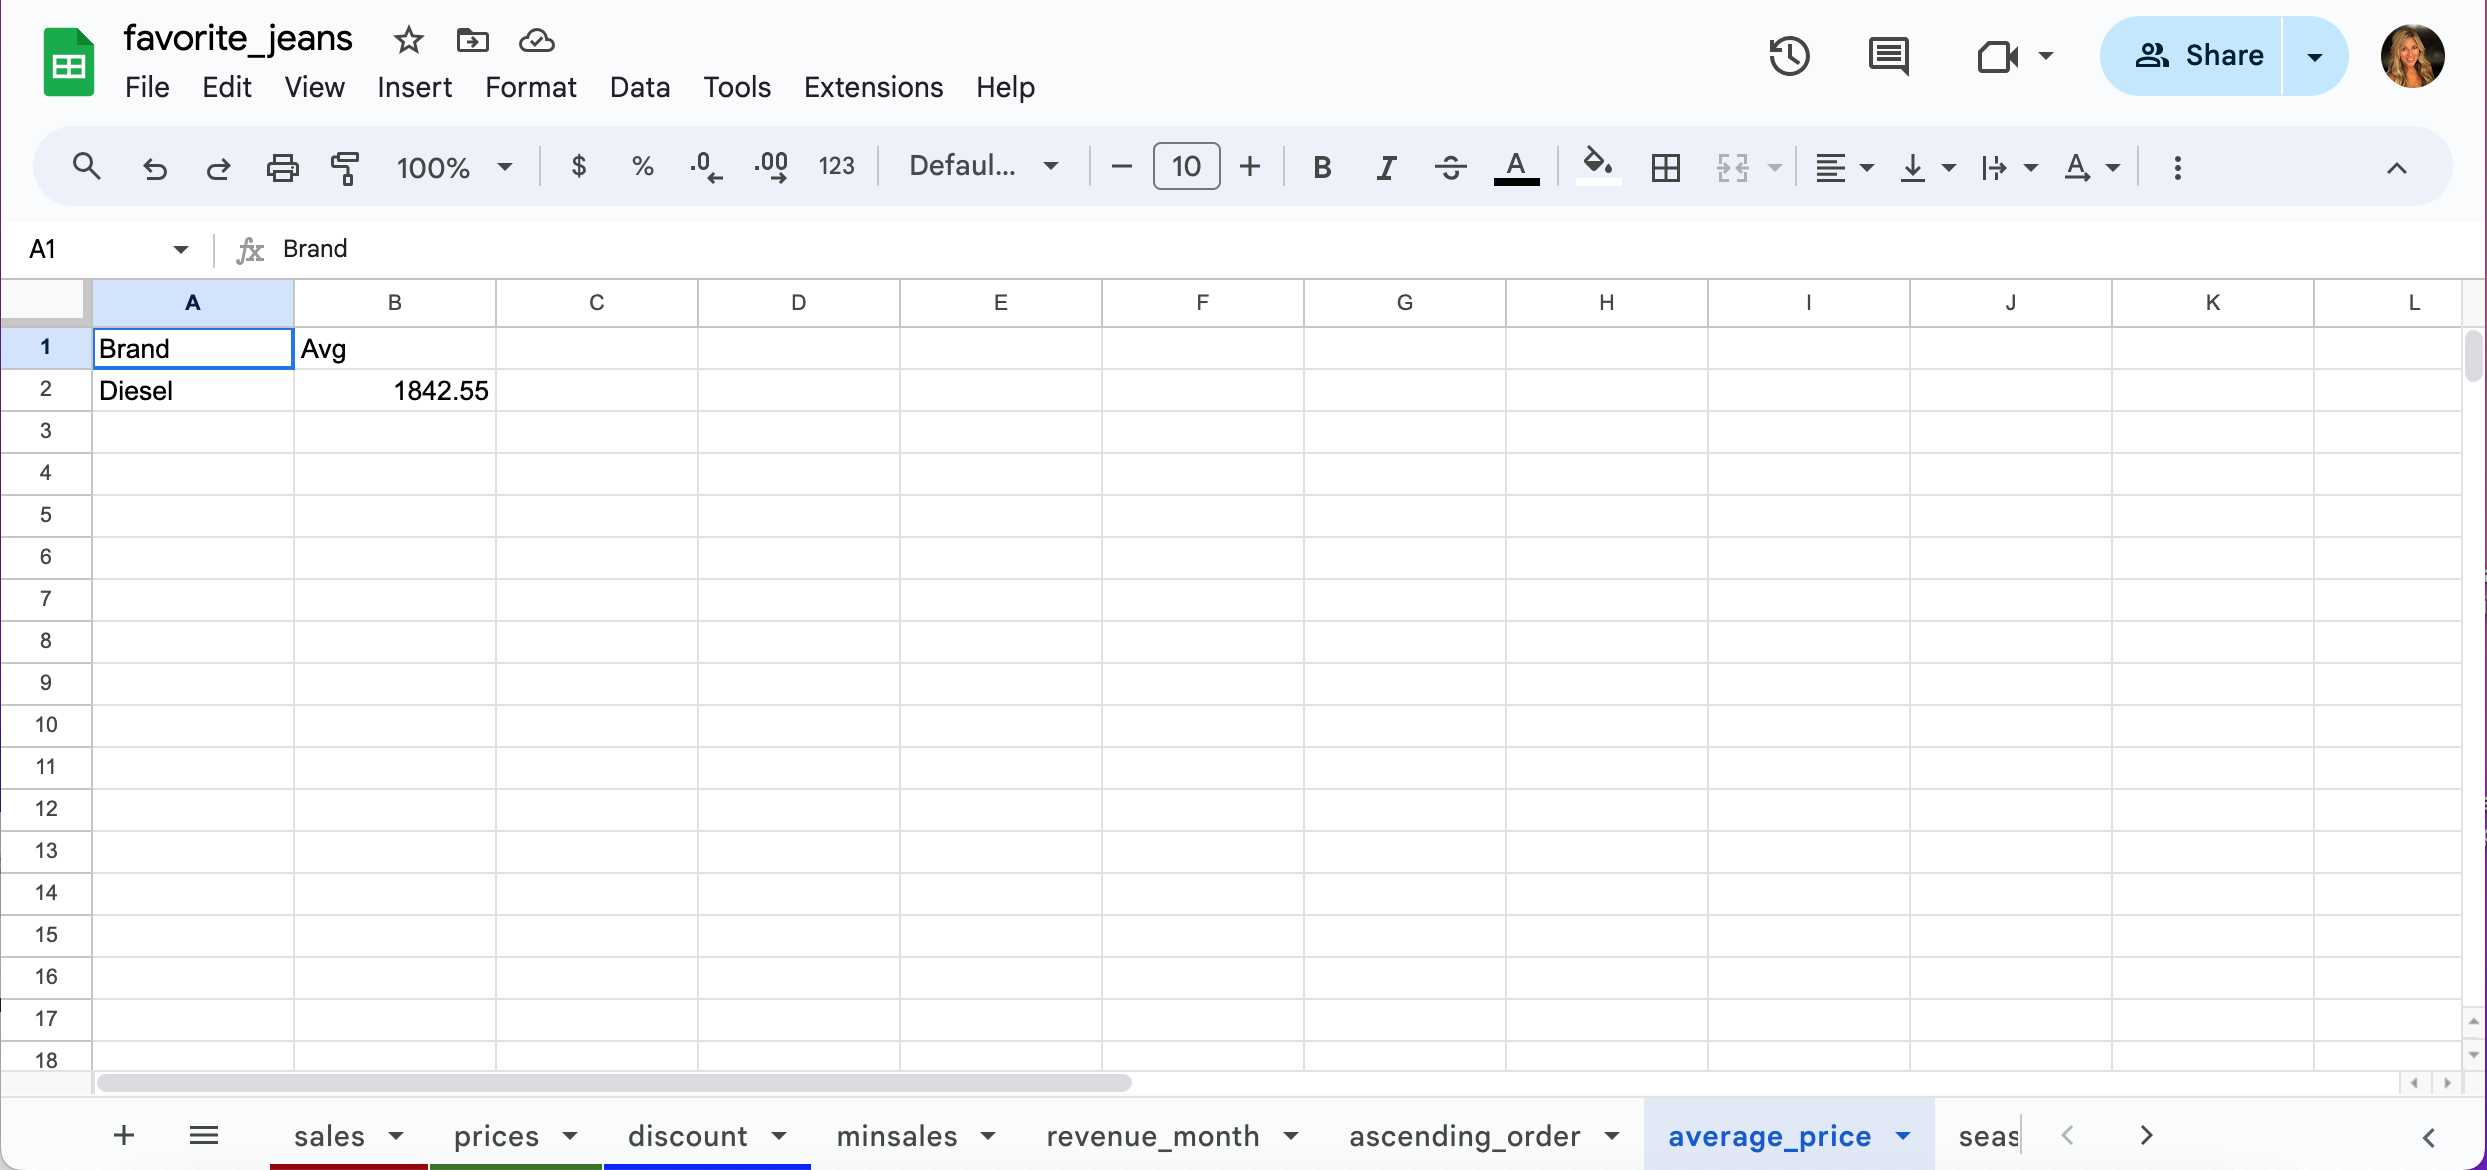 favorite_jeans
File Edit View Insert Format Data Tools Extensions Help
Share
100% $ % .0 .00 123 Defaul... 10 B I S A A
A1 fx Brand
A B C D E F G H I J K L
1 Brand Avg
2 Diesel 1842.55
3
4
5
6
7
8
9
10
11
12
13
14
15
16
17
18
sales prices discount minsales revenue_month ascending_order average_price seas